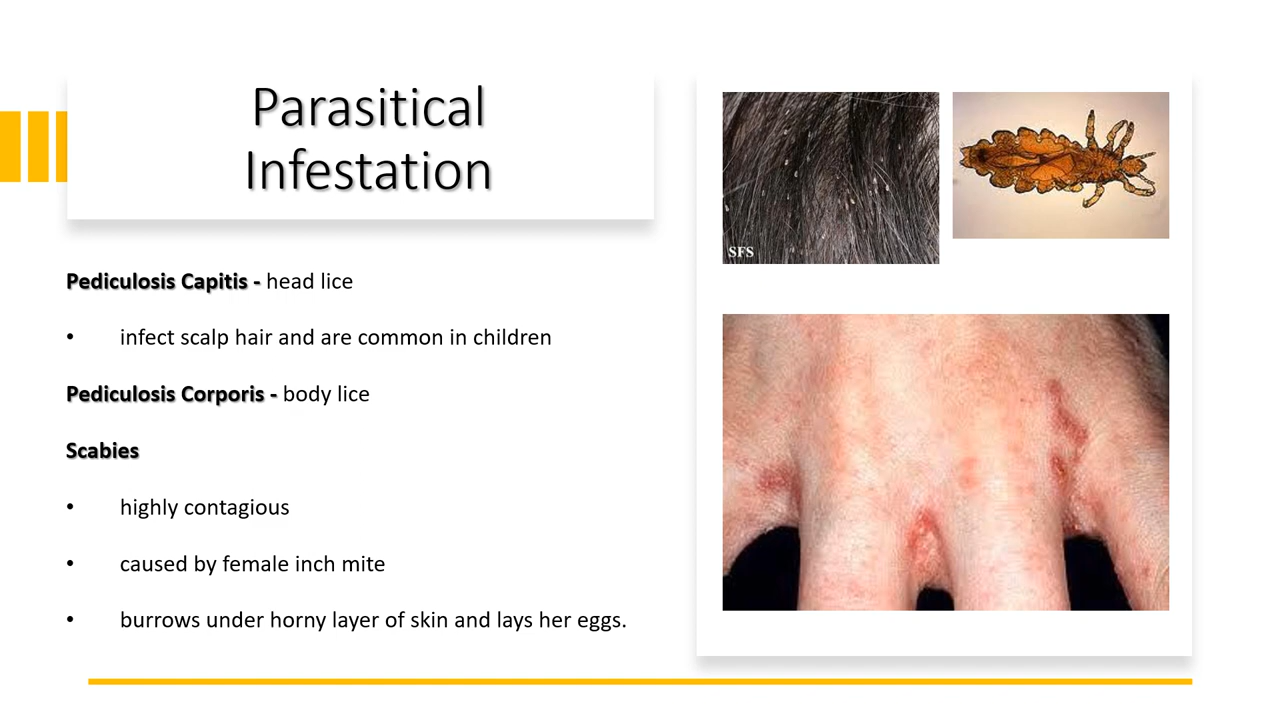 Parasitical
Infestation
Pediculosis Capitis - head lice
• infect scalp hair and are common in children
Pediculosis Corporis - body lice
Scabies
• highly contagious
• caused by female inch mite
• burrows under horny layer of skin and lays her eggs.
SFS